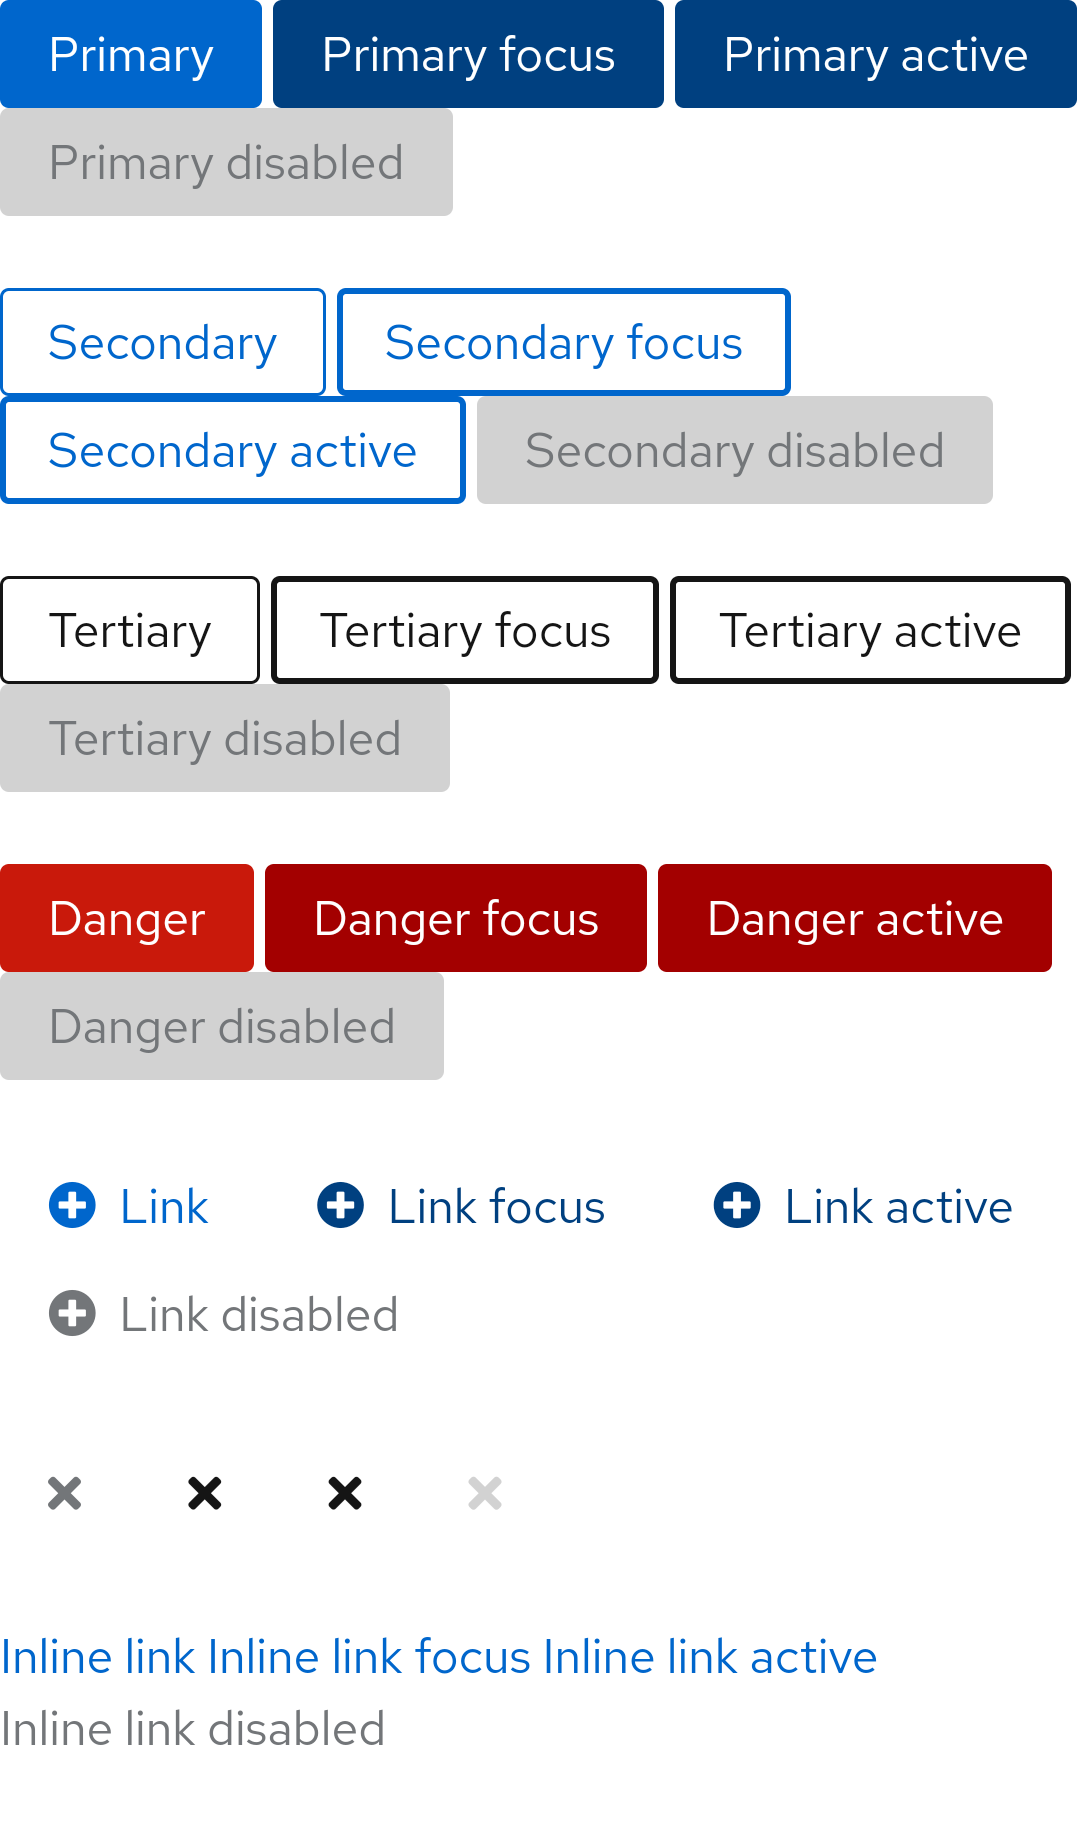 Primary Primary focus Primary active
Primary disabled
Secondary Secondary focus
Secondary active Secondary disabled
Tertiary Tertiary focus Tertiary active
Tertiary disabled
Danger Danger focus Danger active
Danger disabled
Link Link focus Link active
Link disabled
Inline link Inline link focus Inline link active
Inline link disabled